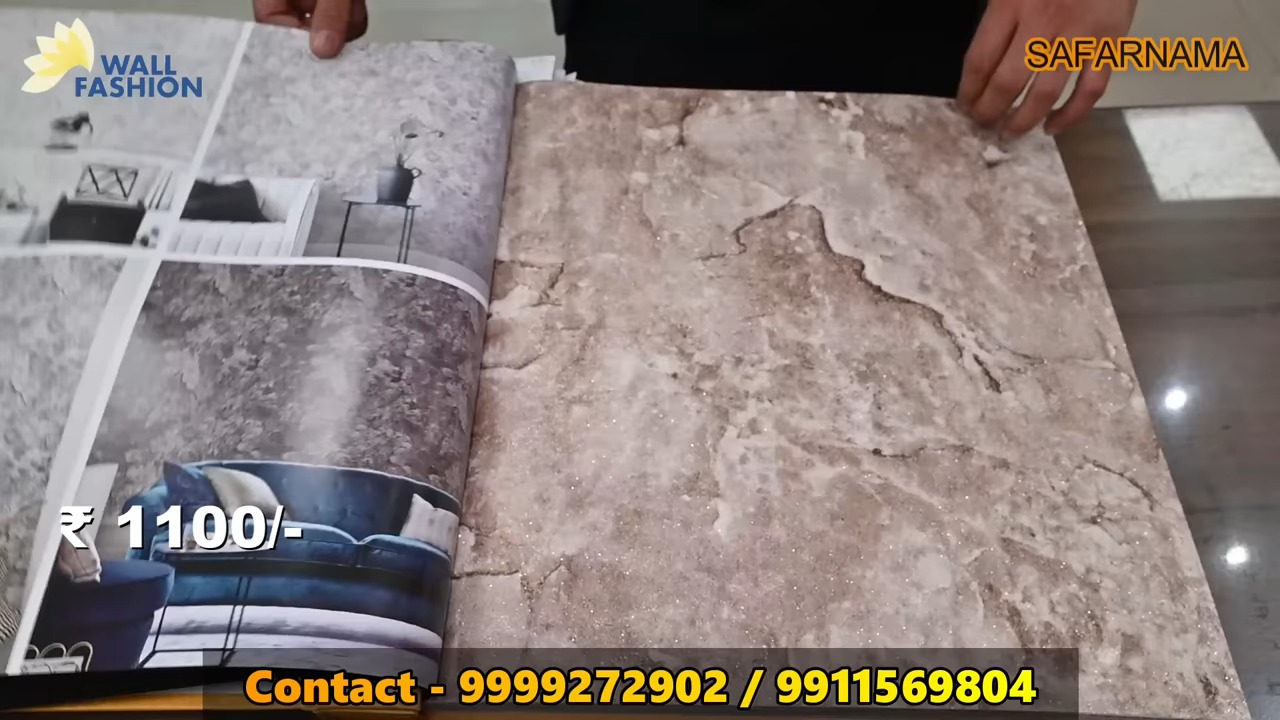 WALL
FASHION
SAFARNAMA
₹ 1100/-
Contact - 9999272902 / 9911569804